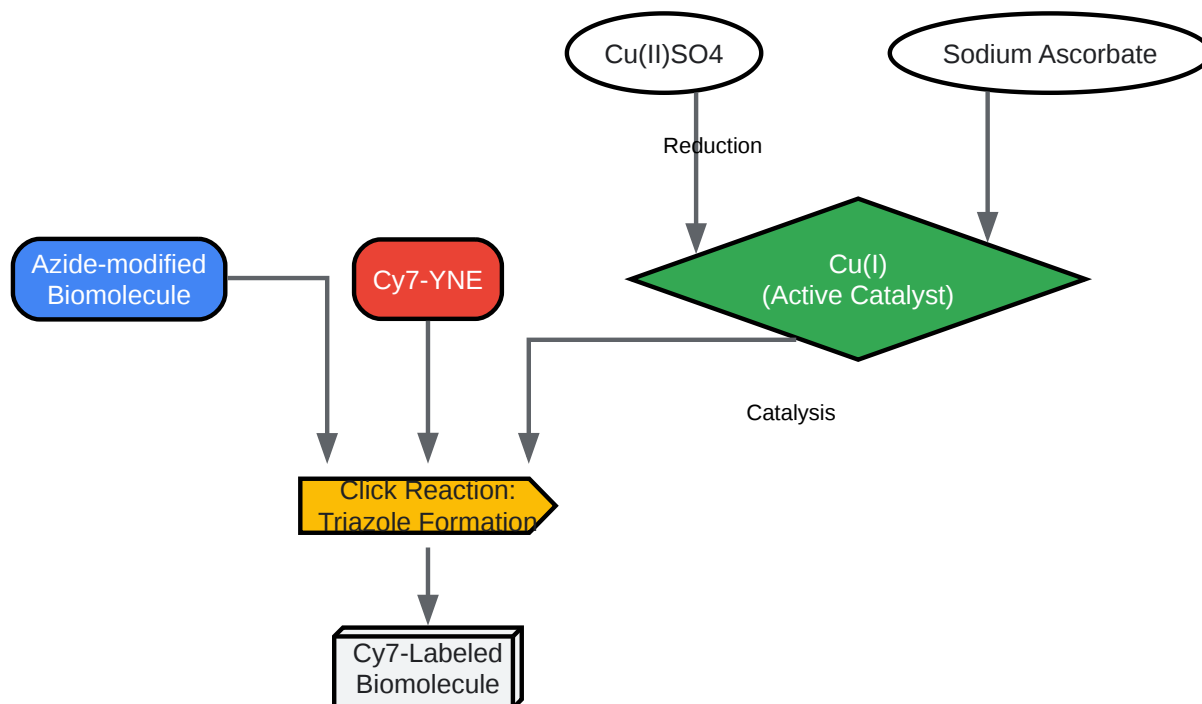 Cu(II)SO4
Sodium Ascorbate
Reduction
Azide-modified
Biomolecule
Cy7-YNE
Cu(I)
(Active Catalyst)
Catalysis
Click Reaction:
Triazole Formation
Cy7-Labeled
Biomolecule